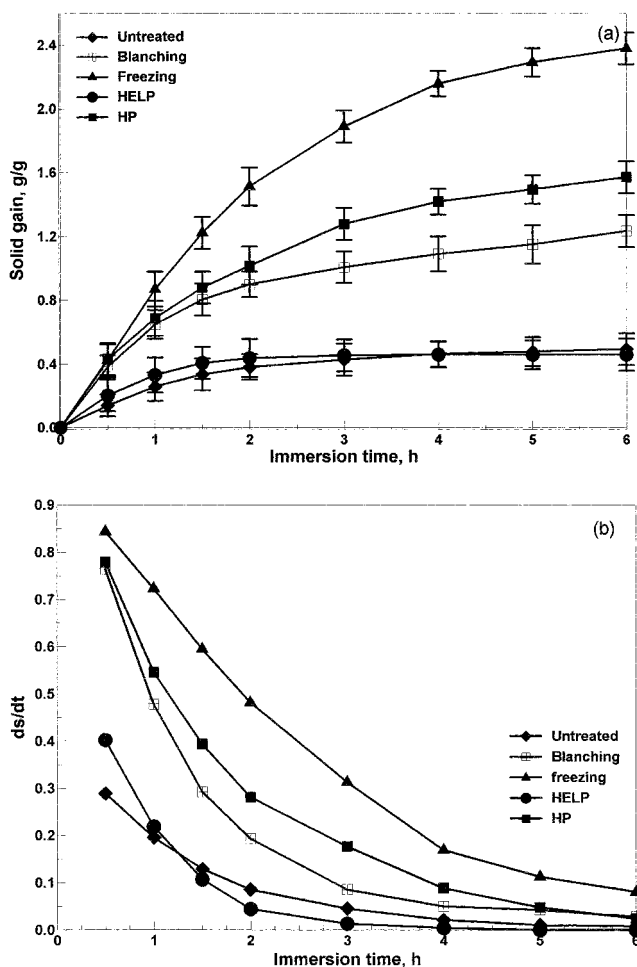 (a)
Untreated
Blanching
Freezing
HELP
HP
Solid gain, g/g
2.4
2.0
1.6
1.2
0.8
0.4
0.0
0 1 2 3 4 5 6
Immersion time, h
(b)
0.9
0.8
0.7
0.6
0.5
0.4
0.3
0.2
0.1
0.0
ds/dt
Untreated
Blanching
freezing
HELP
HP
0 1 2 3 4 5 6
Immersion time, h